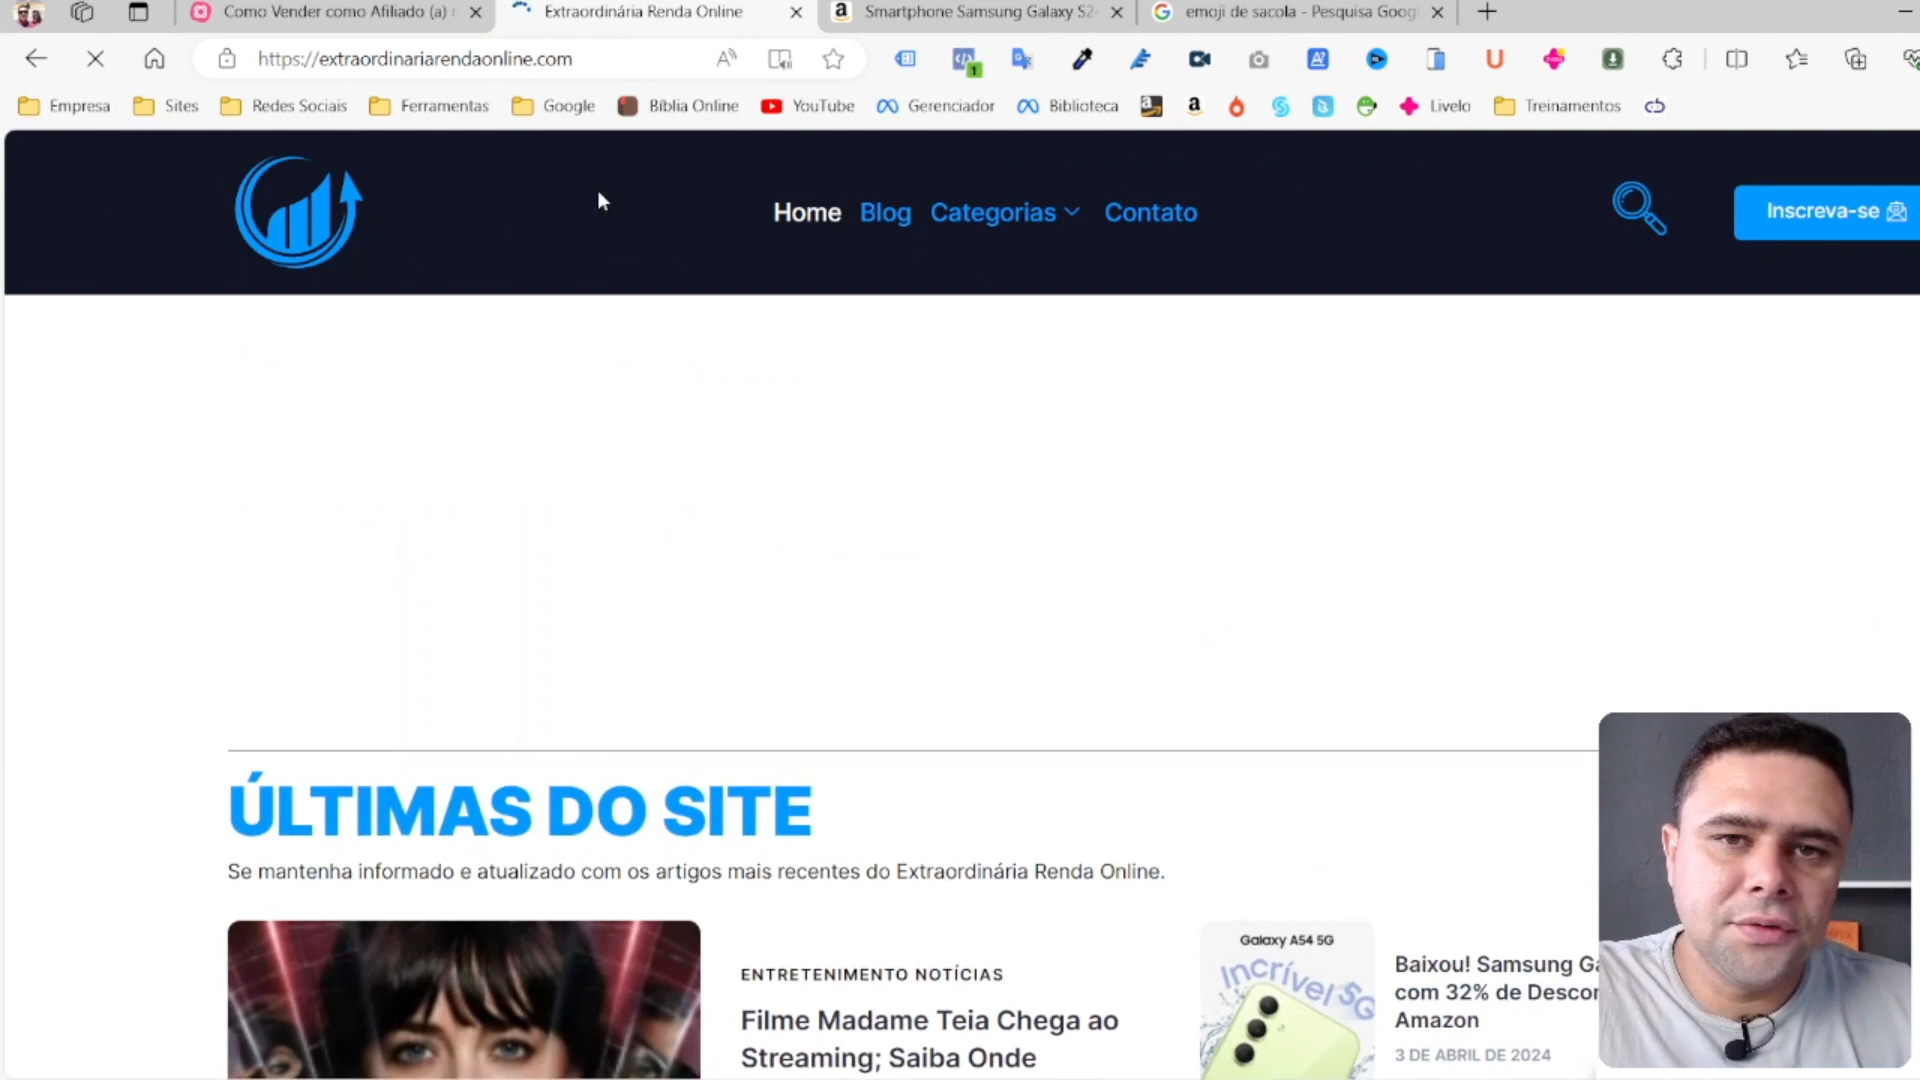 Como Vender como Afiliado (a)
Extraordinária Renda Online
Smartphone Samsung Galaxy S2
emoji de sacola - Pesquisa Goog
https://extraordinariarendaonline.com
1
Empresa
Sites
Redes Sociais
Ferramentas
Google
Bíblia Online
YouTube
Gerenciador
Biblioteca
Livelo
Treinamentos
Home
Blog
Categorias
Contato
Inscreva-se
ÚLTIMAS DO SITE
Se mantenha informado e atualizado com os artigos mais recentes do Extraordinária Renda Online.
ENTRETENIMENTO NOTÍCIAS
Filme Madame Teia Chega ao
Streaming; Saiba Onde
Galaxy A54 5G
Incrível 5G
Baixou! Samsung Ga
com 32% de Descon
Amazon
3 DE ABRIL DE 2024